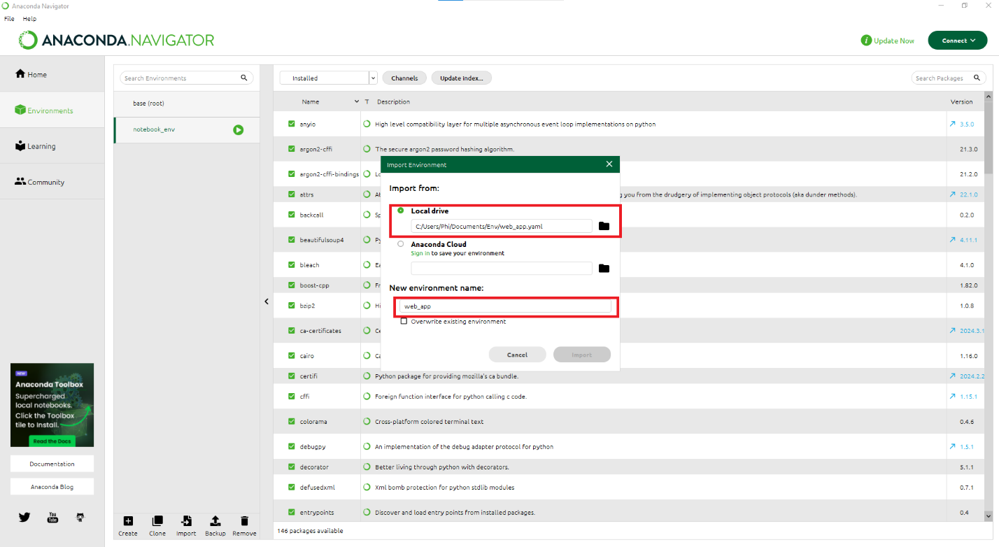 Anaconda Navigator
File Help
ANACONDA.NAVIGATOR
i Update Now
Connect
Home
Environments
Learning
Community
NEW
Anaconda Toolbox
Supercharged
local notebooks.
Click the Toolbox
tile to install.
Read the Docs
Documentation
Anaconda Blog
You
Tube
Search Environments
base (root)
notebook_env
Create Clone Import Backup Remove
Installed Channels Update index... Search Packages
Name T Description Version
anyio High level compatibility layer for multiple asynchronous event loop implementations on python 3.5.0
argon2-cffi The secure argon2 password hashing algorithm. 21.3.0
argon2-cffi-bindings Lo 21.2.0
attrs At g you from the drudgery of implementing object protocols (aka dunder methods). 22.1.0
backcall Sp 0.2.0
beautifulsoup4 Py 4.11.1
bleach Ea 4.1.0
boost-cpp Fr 1.82.0
bzip2 Hi 1.0.8
ca-certificates Ce 2024.3.1
cairo Ca 1.16.0
certifi Python package for providing mozilla's ca bundle. 2024.2.2
cffi Foreign function interface for python calling c code. 1.15.1
colorama Cross-platform colored terminal text 0.4.6
debugpy An implementation of the debug adapter protocol for python 1.5.1
decorator Better living through python with decorators. 5.1.1
defusedxml Xml bomb protection for python stdlib modules 0.7.1
entrypoints Discover and load entry points from installed packages. 0.4
146 packages available
Import Environment
Import from:
Local drive
C:/Users/Phi/Documents/Env/web_app.yaml
Anaconda Cloud
Sign in to save your environment
New environment name:
web_app
Overwrite existing environment
Cancel Import